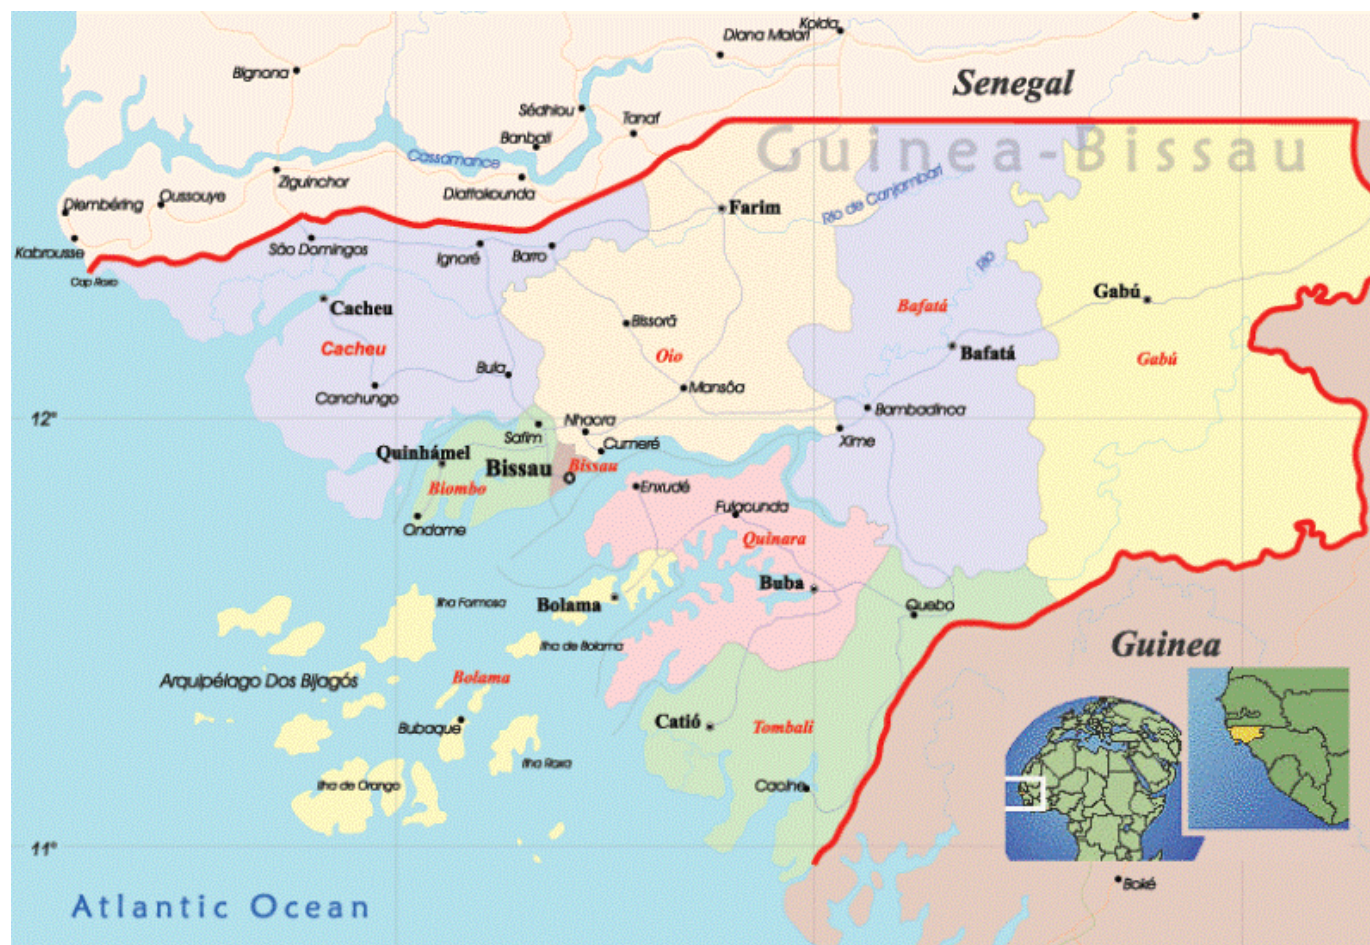 Kolda
Diana Malari
Bignona
Senegal
Sédhiou
Tanaf
Banbali
Guinea-Bissau
Cassamance
Ziguinchor
Diattakounda
Oussouye
Diembéring
Farim
Rio de Canjambari
Kabrousse
São Domingos
Ignoré
Barro
Rio
Cap Roxo
Gabú
Cacheu
Bafatá
Bissorã
Cacheu
Oio
Bafatá
Gabú
Bula
Mansôa
Canchungo
Bambadinca
12°
Nhacra
Safim
Cumeré
Xime
Quinhámel
Bissau
Bissau
Biombo
Enxudé
Fulacunda
Ondame
Quinara
Buba
Ilha Formosa
Bolama
Quebo
Ilha de Bolama
Guinea
Arquipélago Dos Bijagós
Bolama
Bubaque
Catió
Tombali
Ilha Roxa
Ilha de Orango
Caoihe
11°
Boké
Atlantic Ocean